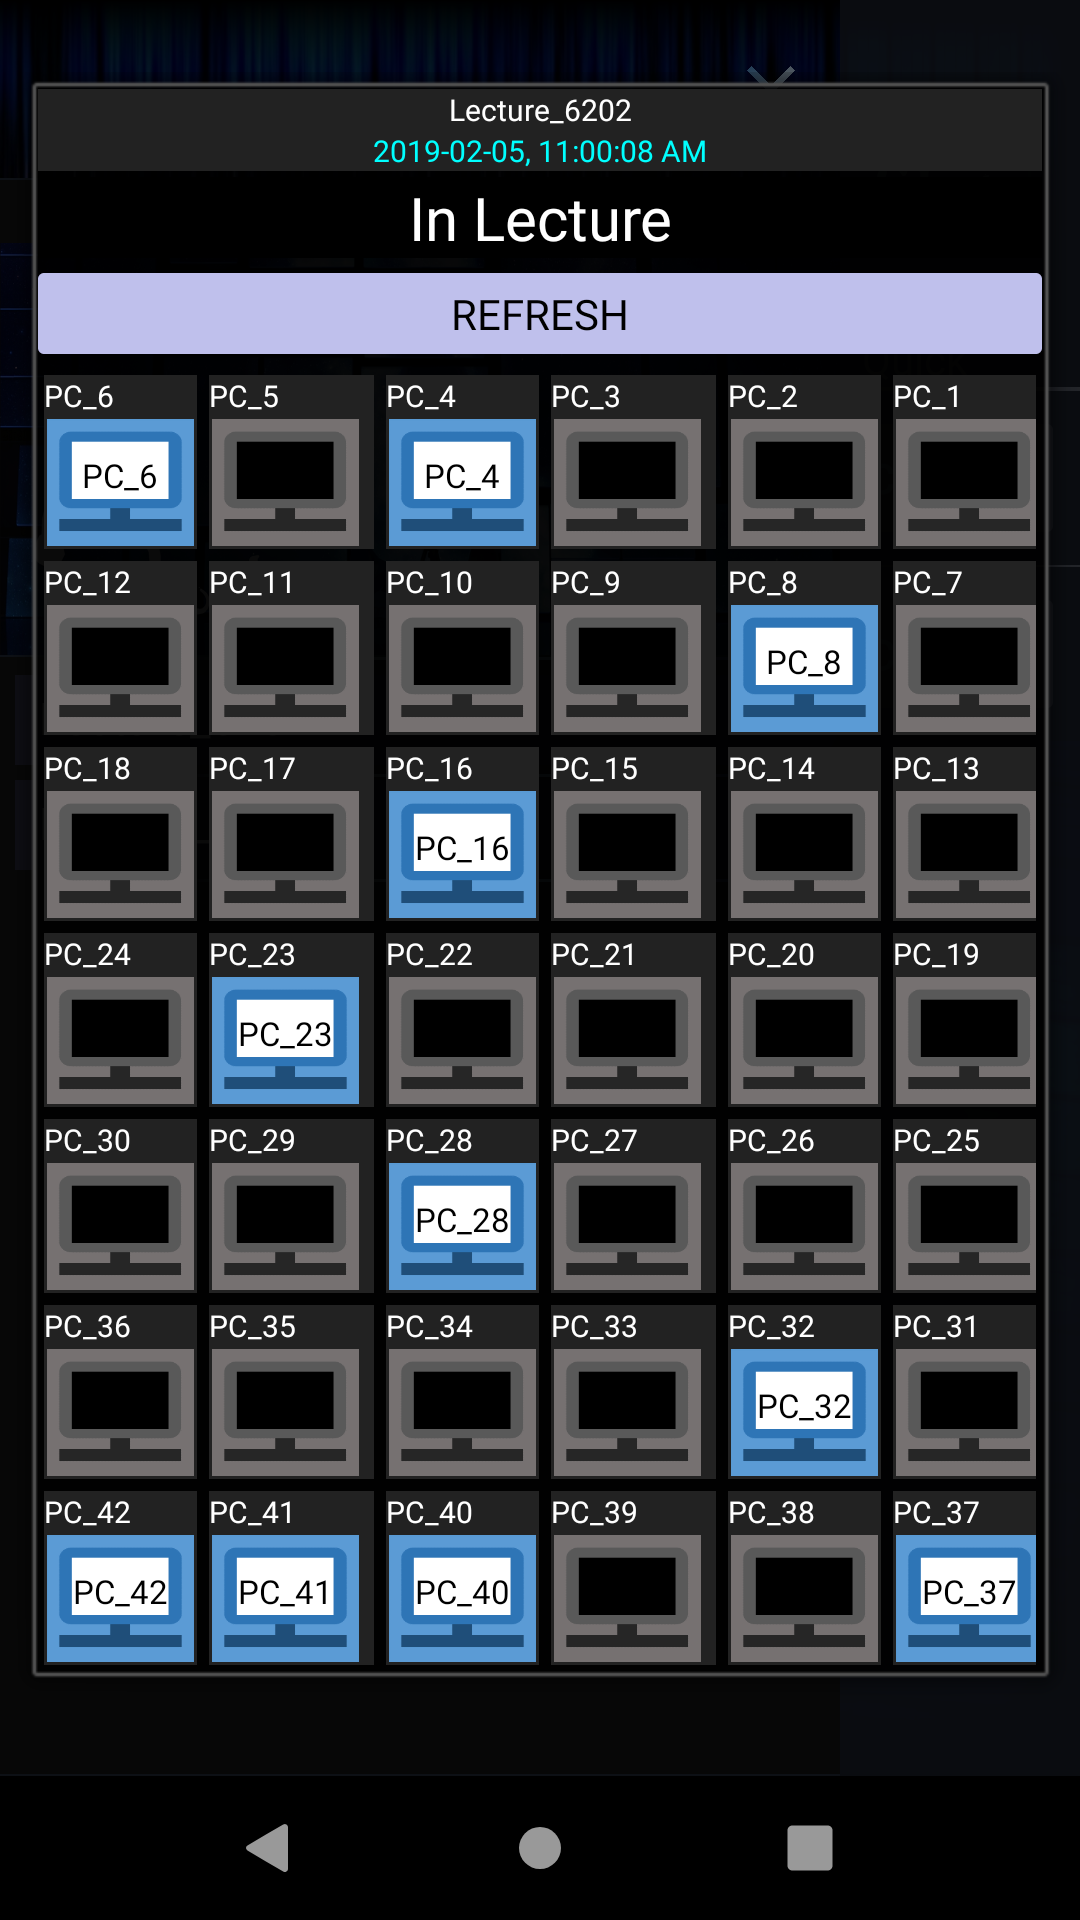 Lecture_6202
2019-02-05, 11:00:08 AM
In Lecture
REFRESH
PC_6 PC_5 PC_4 PC_3 PC_2 PC_1
PC_6 PC_4
PC_12 PC_11 PC_10 PC_9 PC_8 PC_7
PC_8
PC_18 PC_17 PC_16 PC_15 PC_14 PC_13
PC_16
PC_24 PC_23 PC_22 PC_21 PC_20 PC_19
PC_23
PC_30 PC_29 PC_28 PC_27 PC_26 PC_25
PC_28
PC_36 PC_35 PC_34 PC_33 PC_32 PC_31
PC_32
PC_42 PC_41 PC_40 PC_39 PC_38 PC_37
PC_42 PC_41 PC_40 PC_37